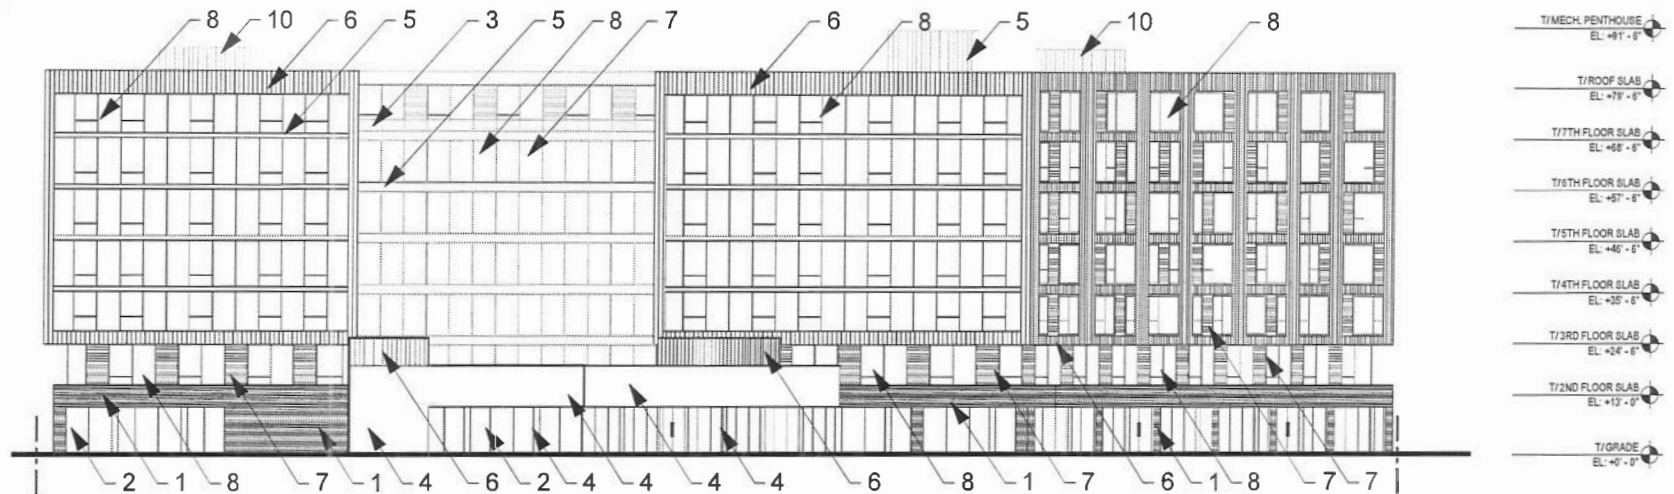 8 10 6 5 3 5 8 7 6 8 5 10 8
T/MECH. PENTHOUSE
EL: +91' - 6"
T/ROOF SLAB
EL: +79' - 6"
T/7TH FLOOR SLAB
EL: +68' - 6"
T/6TH FLOOR SLAB
EL: +57' - 6"
T/5TH FLOOR SLAB
EL: +46' - 6"
T/4TH FLOOR SLAB
EL: +35' - 6"
T/3RD FLOOR SLAB
EL: +24' - 6"
T/2ND FLOOR SLAB
EL: +13' - 0"
T/GRADE
EL: +0' - 0"
2 1 8 7 1 4 6 2 4 4 4 4 6 8 1 7 6 1 8 7 7